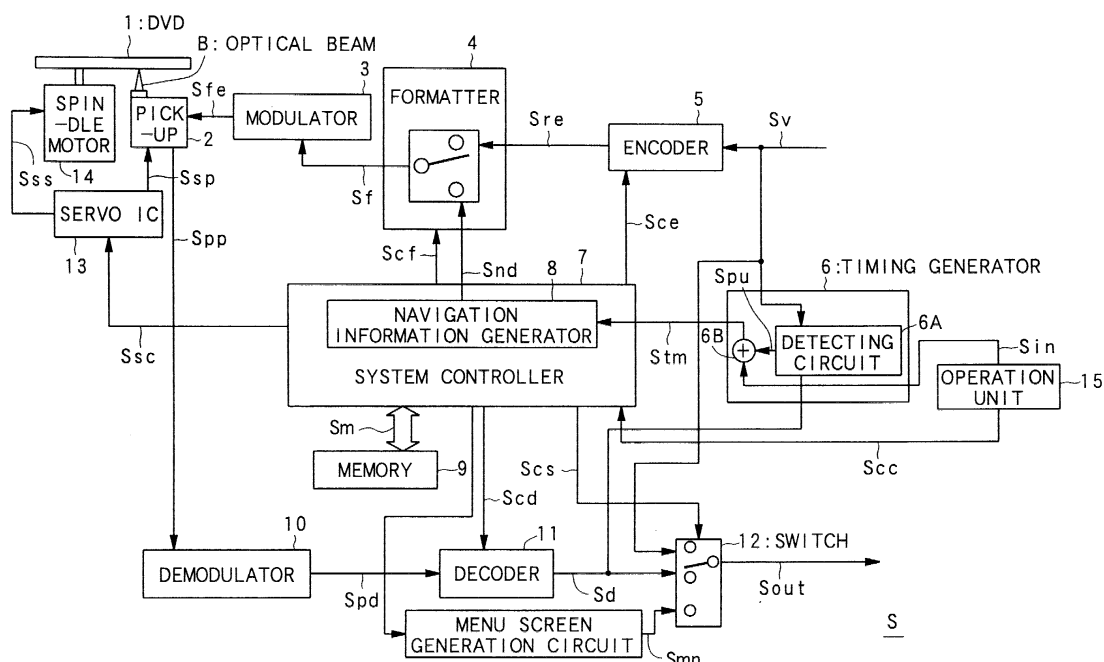 1:DVD
B:OPTICAL BEAM
4
FORMATTER
3
MODULATOR
Sfe
SPIN
-DLE
MOTOR
14
PICK
-UP
2
Sss
Ssp
SERVO IC
13
Spp
Sf
Sre
5
ENCODER
Sv
Sce
Scf
Snd
7
8
NAVIGATION
INFORMATION GENERATOR
SYSTEM CONTROLLER
Ssc
Stm
6:TIMING GENERATOR
Spu
6A
6B
DETECTING
CIRCUIT
Sin
OPERATION
UNIT
15
Scc
Sm
MEMORY
9
Scd
Scs
10
DEMODULATOR
Spd
11
DECODER
Sd
12:SWITCH
Sout
MENU SCREEN
GENERATION CIRCUIT
Smn
S